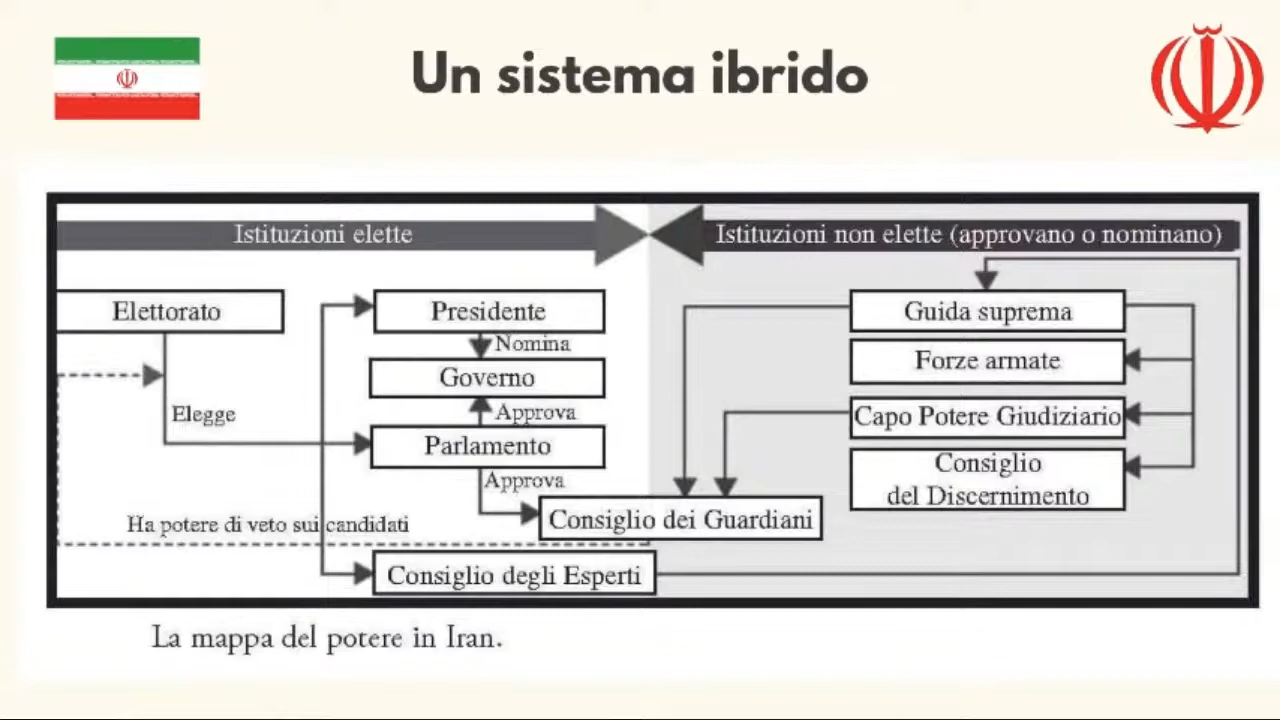 Un sistema ibrido
Istituzioni elette
Istituzioni non elette (approvano o nominano)
Elettorato
Presidente
Guida suprema
Nomina
Governo
Forze armate
Elegge
Approva
Capo Potere Giudiziario
Parlamento
Approva
Consiglio
del Discernimento
Ha potere di veto sui candidati
Consiglio dei Guardiani
Consiglio degli Esperti
La mappa del potere in Iran.